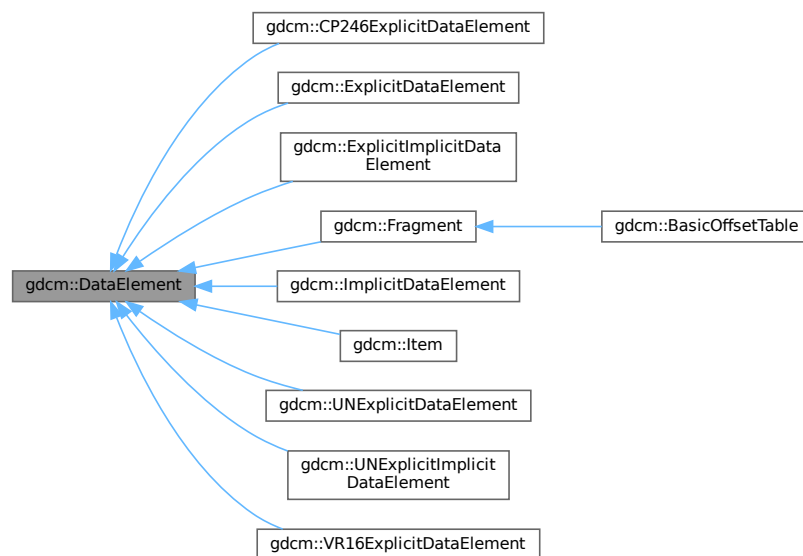 gdcm::CP246ExplicitDataElement
gdcm::ExplicitDataElement
gdcm::ExplicitImplicitData
Element
gdcm::Fragment
gdcm::BasicOffsetTable
gdcm::DataElement
gdcm::ImplicitDataElement
gdcm::Item
gdcm::UNExplicitDataElement
gdcm::UNExplicitImplicit
DataElement
gdcm::VR16ExplicitDataElement